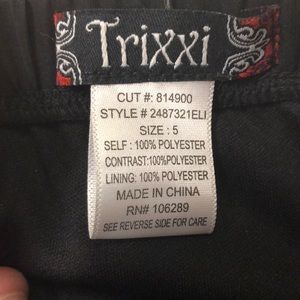 Trixxi
CUT #: 814900
STYLE # 2487321ELI
SIZE : 5
SELF : 100% POLYESTER
CONTRAST:100%POLYESTER
LINING: 100% POLYESTER
MADE IN CHINA
RN# 106289
SEE REVERSE SIDE FOR CARE